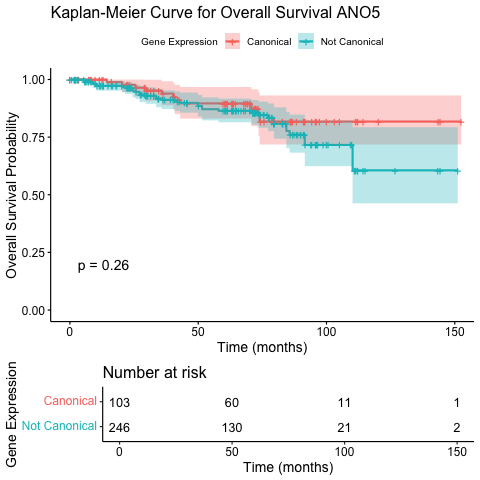 Kaplan-Meier Curve for Overall Survival ANO5
Gene Expression Canonical Not Canonical
Overall Survival Probability
1.00
0.75
0.50
0.25
0.00
p = 0.26
0 50 100 150
Time (months)
Number at risk
Gene Expression
Canonical 103 60 11 1
Not Canonical 246 130 21 2
0 50 100 150
Time (months)